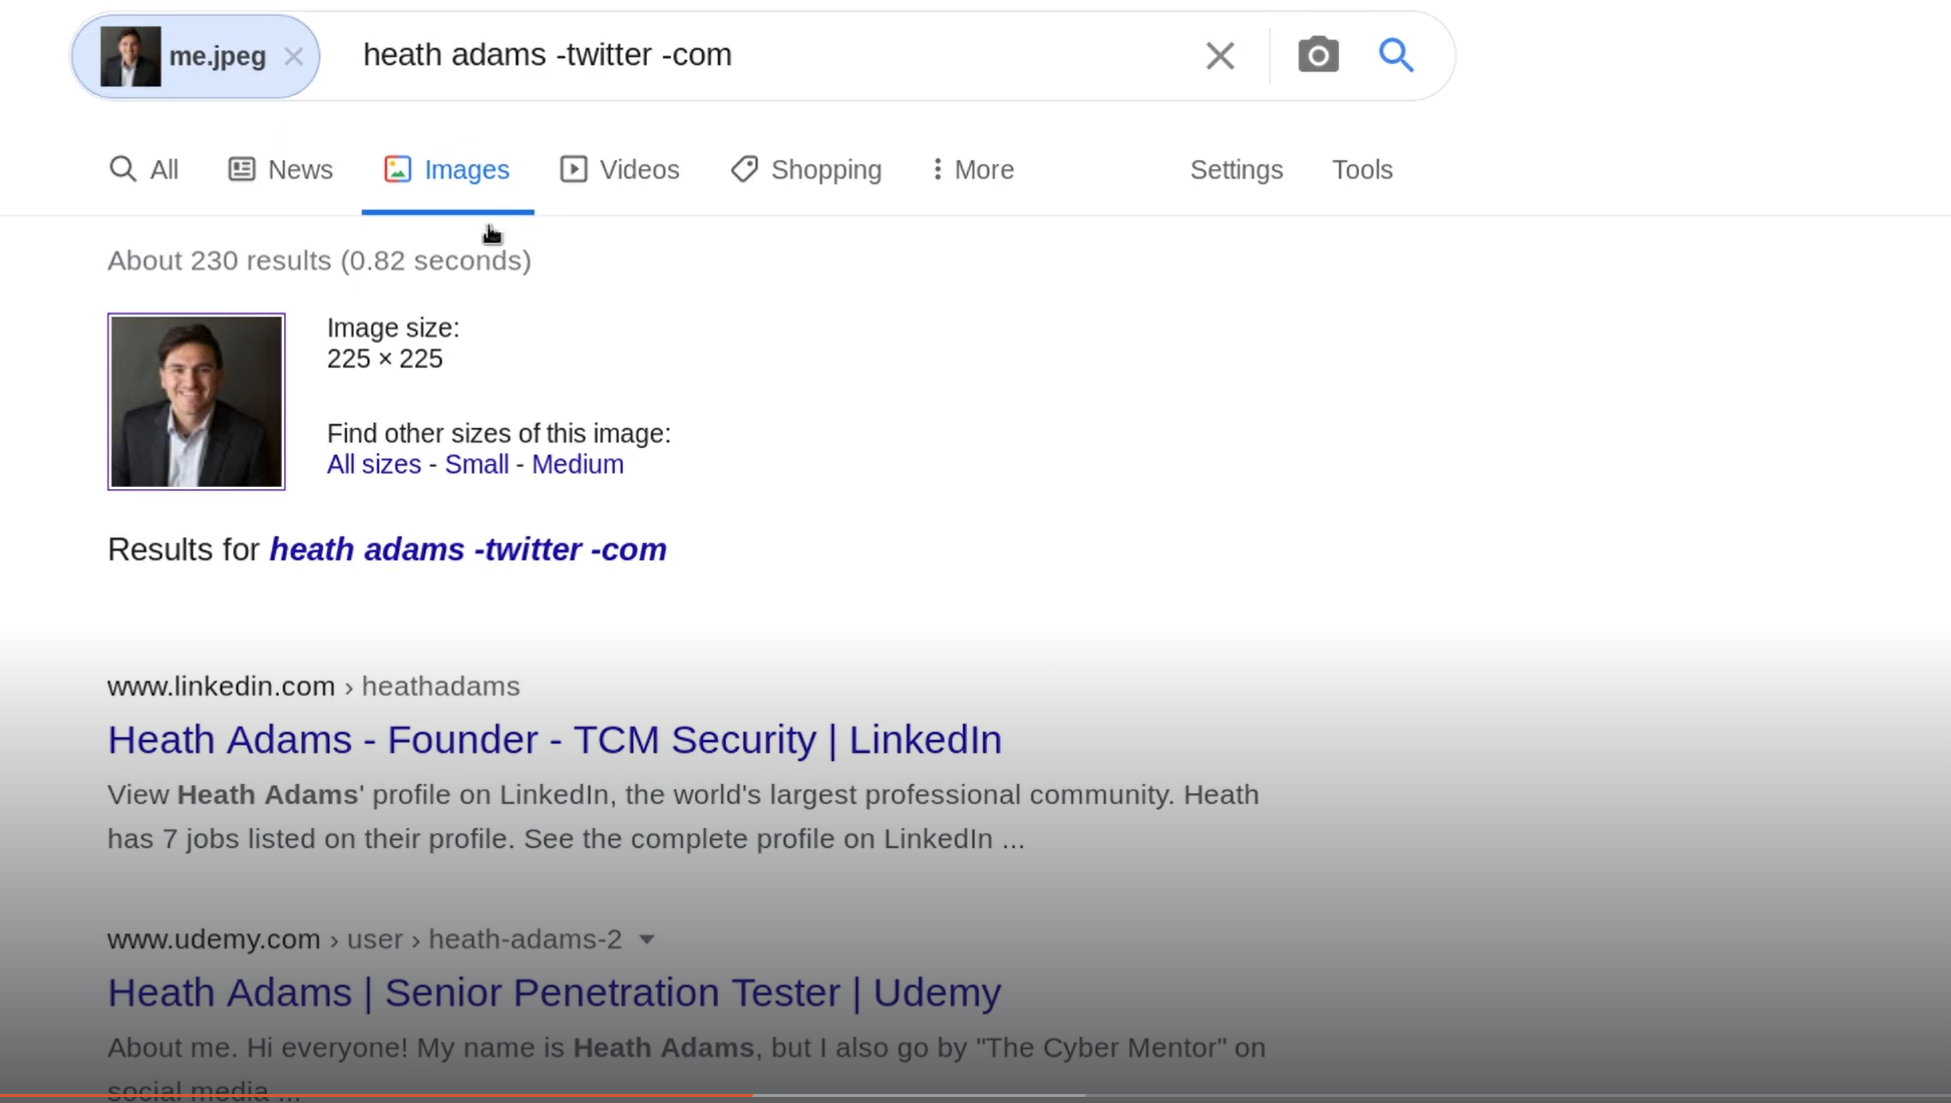 me.jpeg heath adams -twitter -com
All News Images Videos Shopping More Settings Tools
About 230 results (0.82 seconds)
Image size:
225 × 225
Find other sizes of this image:
All sizes - Small - Medium
Results for heath adams -twitter -com
www.linkedin.com › heathadams
Heath Adams - Founder - TCM Security | LinkedIn
View Heath Adams' profile on LinkedIn, the world's largest professional community. Heath
has 7 jobs listed on their profile. See the complete profile on LinkedIn ...
www.udemy.com › user › heath-adams-2
Heath Adams | Senior Penetration Tester | Udemy
About me. Hi everyone! My name is Heath Adams, but I also go by "The Cyber Mentor" on
social media ...